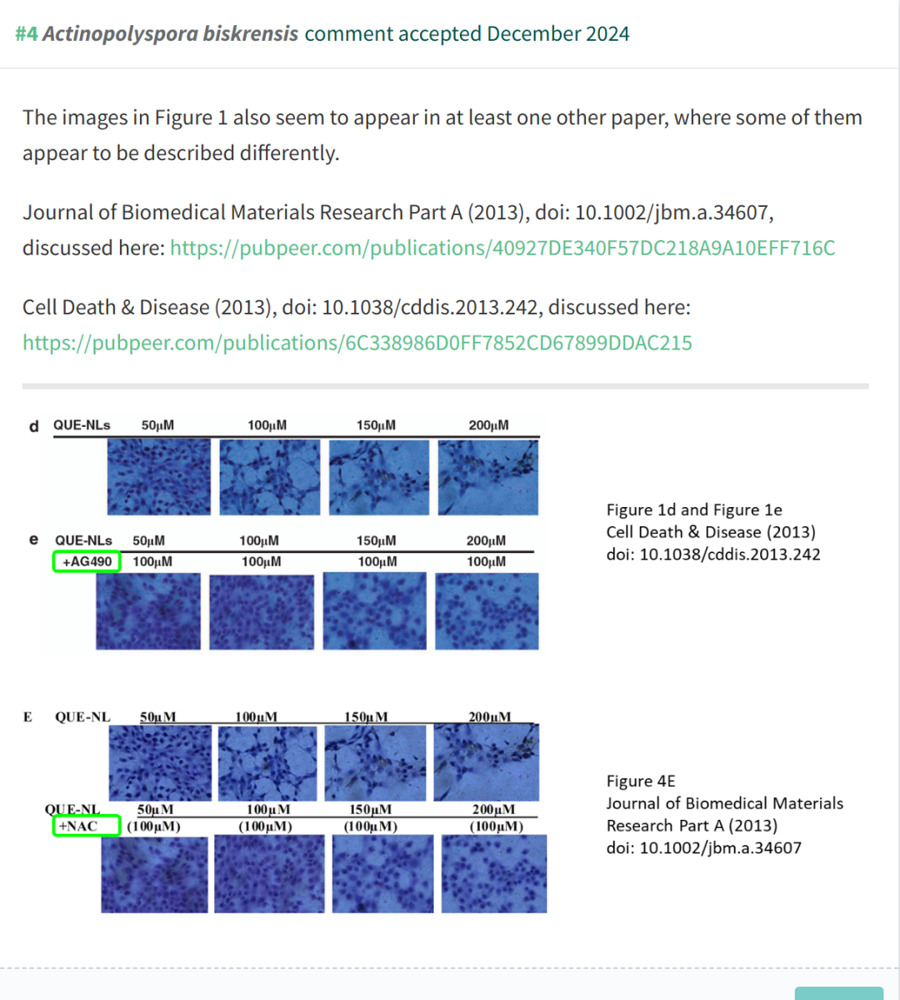 #4 Actinopolyspora biskrensis comment accepted December 2024
The images in Figure 1 also seem to appear in at least one other paper, where some of them
appear to be described differently.
Journal of Biomedical Materials Research Part A (2013), doi: 10.1002/jbm.a.34607,
discussed here: https://pubpeer.com/publications/40927DE340F57DC218A9A10EFF716C
Cell Death & Disease (2013), doi: 10.1038/cddis.2013.242, discussed here:
https://pubpeer.com/publications/6C338986D0FF7852CD67899DDAC215
d QUE-NLs 50µM 100µM 150µM 200µM
e QUE-NLs 50µM 100µM 150µM 200µM
+AG490 100µM 100µM 100µM 100µM
Figure 1d and Figure 1e
Cell Death & Disease (2013)
doi: 10.1038/cddis.2013.242
E QUE-NL 50µM 100µM 150µM 200µM
QUE-NL 50µM 100µM 150µM 200µM
+NAC (100µM) (100µM) (100µM) (100µM)
Figure 4E
Journal of Biomedical Materials
Research Part A (2013)
doi: 10.1002/jbm.a.34607